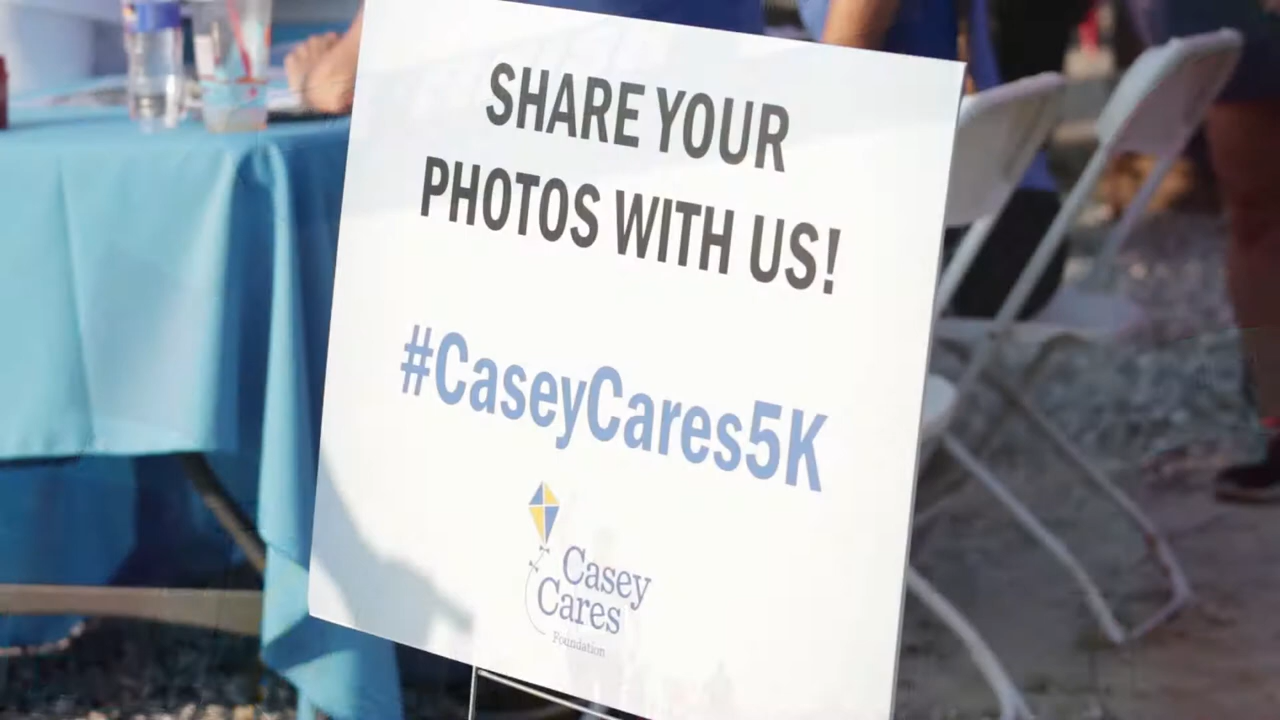 SHARE YOUR
PHOTOS WITH US!
#CaseyCares5K
Casey
Cares
Foundation